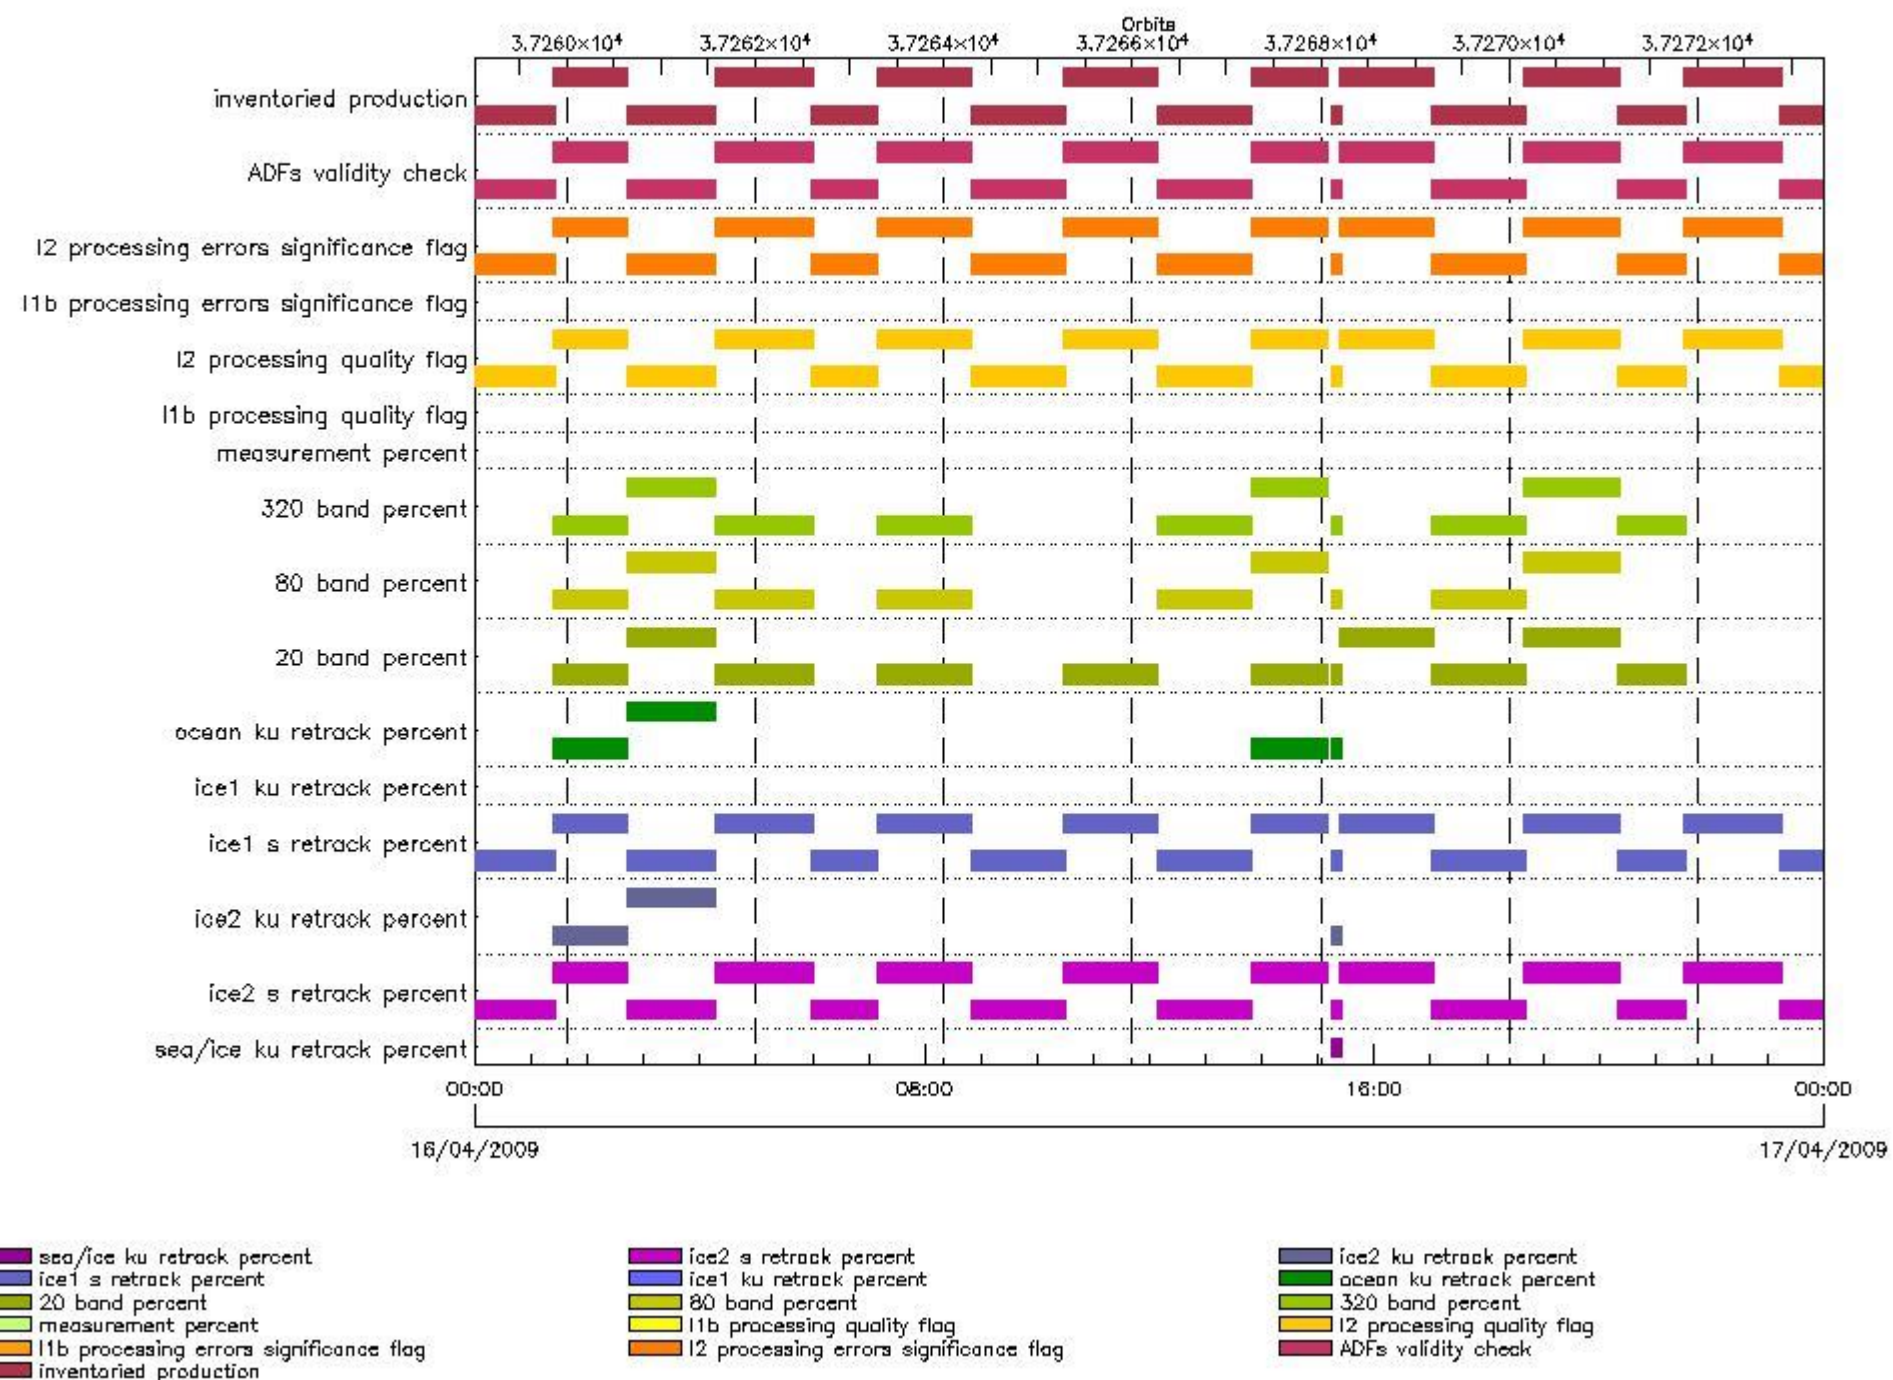 Orbits
3.7260×10⁴ 3.7262×10⁴ 3.7264×10⁴ 3.7266×10⁴ 3.7268×10⁴ 3.7270×10⁴ 3.7272×10⁴
inventoried production
ADFs validity check
l2 processing errors significance flag
l1b processing errors significance flag
l2 processing quality flag
l1b processing quality flag
measurement percent
320 band percent
80 band percent
20 band percent
ocean ku retrack percent
ice1 ku retrack percent
ice1 s retrack percent
ice2 ku retrack percent
ice2 s retrack percent
sea/ice ku retrack percent
00:00 08:00 16:00 00:00
16/04/2009 17/04/2009
sea/ice ku retrack percent ice2 s retrack percent ice2 ku retrack percent
ice1 s retrack percent ice1 ku retrack percent ocean ku retrack percent
20 band percent 80 band percent 320 band percent
measurement percent l1b processing quality flag l2 processing quality flag
l1b processing errors significance flag l2 processing errors significance flag ADFs validity check
inventoried production